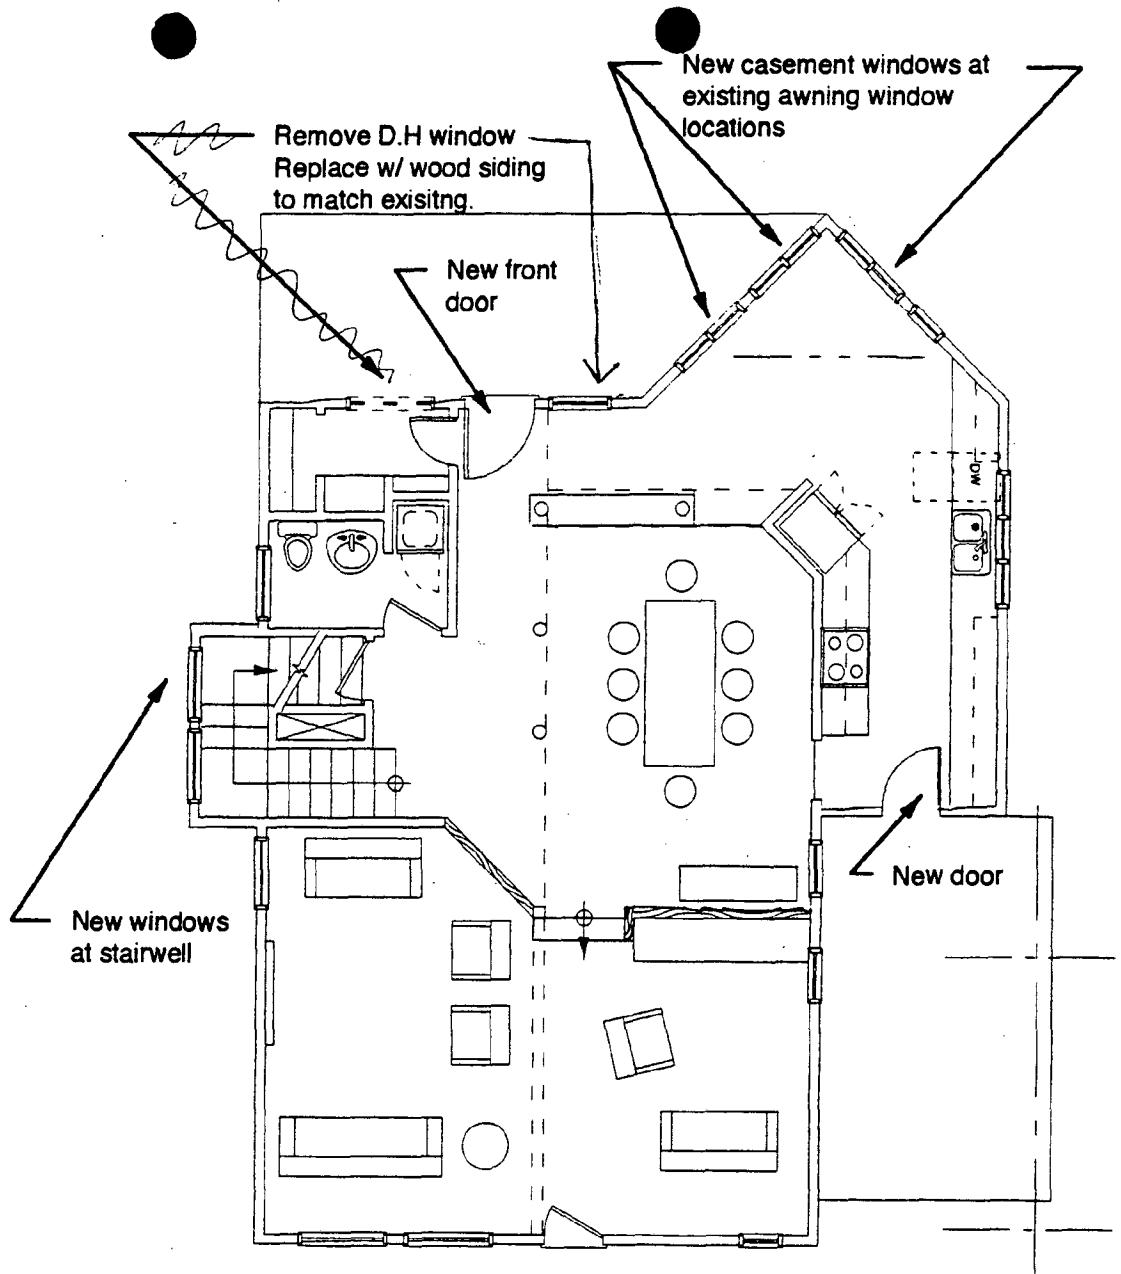 New casement windows at
existing awning window
locations
Remove D.H window
Replace w/ wood siding
to match exisitng.
New front
door
DW
New door
New windows
at stairwell